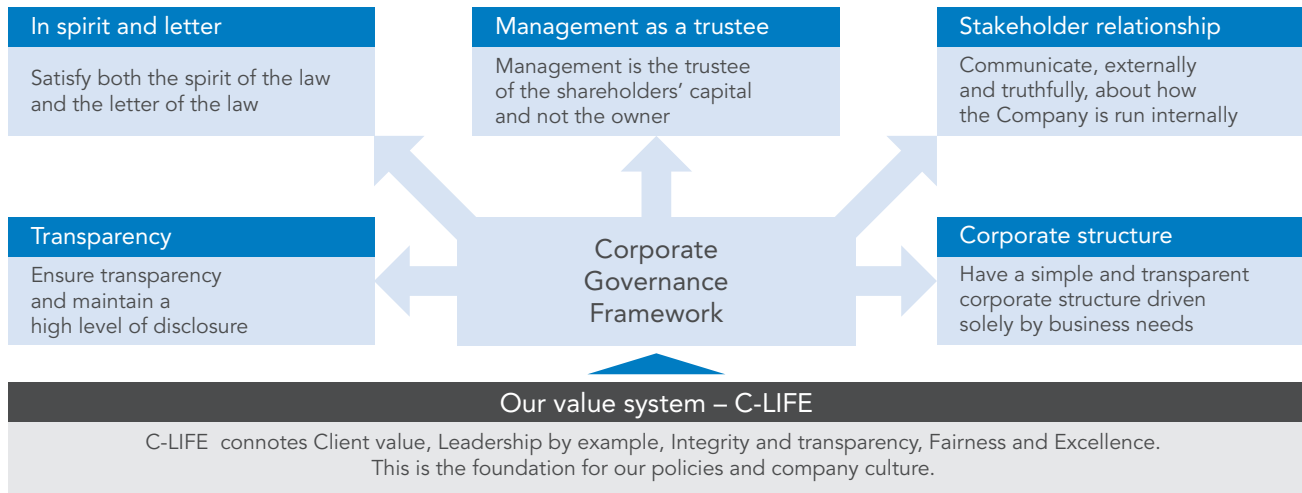 In spirit and letter
Satisfy both the spirit of the law
and the letter of the law
Management as a trustee
Management is the trustee
of the shareholders’ capital
and not the owner
Stakeholder relationship
Communicate, externally
and truthfully, about how
the Company is run internally
Transparency
Ensure transparency
and maintain a
high level of disclosure
Corporate
Governance
Framework
Corporate structure
Have a simple and transparent
corporate structure driven
solely by business needs
Our value system – C-LIFE
C-LIFE connotes Client value, Leadership by example, Integrity and transparency, Fairness and Excellence.
This is the foundation for our policies and company culture.